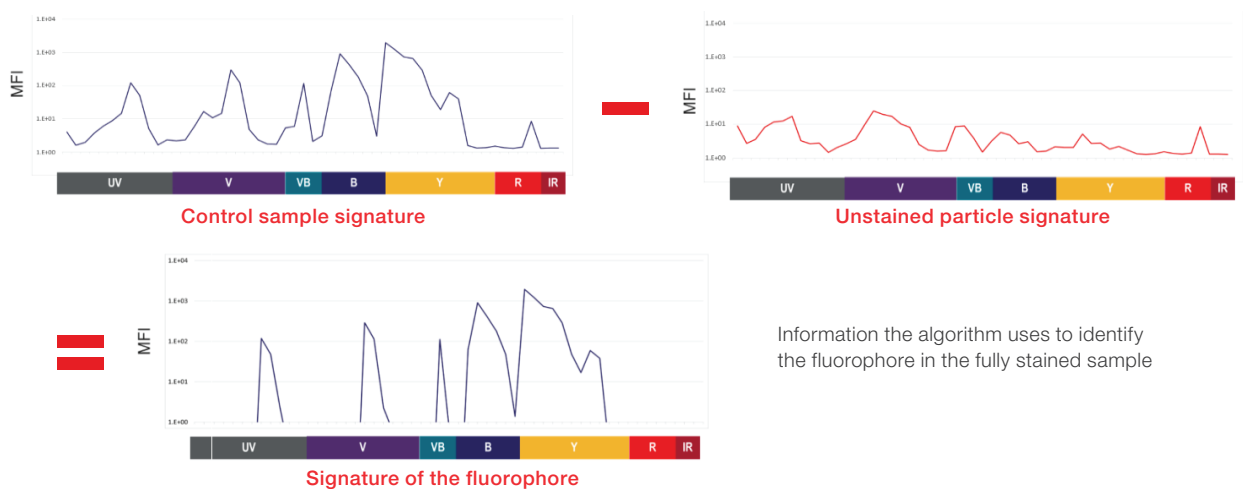 1.E+04
1.E+03
1.E+02
1.E+01
1.E+00
MFI
UV V VB B Y R IR
Control sample signature
1.E+04
1.E+03
1.E+02
1.E+01
1.E+00
MFI
UV V VB B Y R IR
Unstained particle signature
1.E+04
1.E+03
1.E+02
1.E+01
1.E+00
MFI
UV V VB B Y R IR
Signature of the fluorophore
Information the algorithm uses to identify
the fluorophore in the fully stained sample